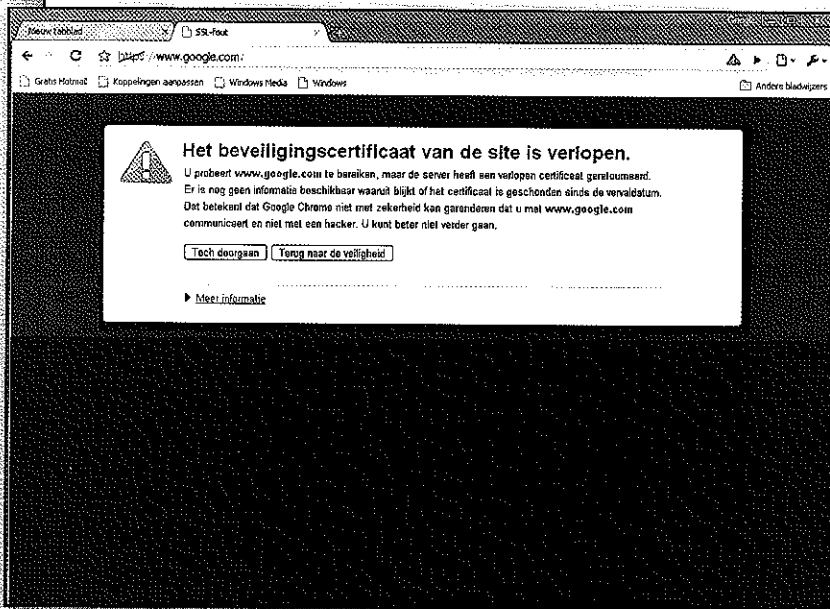 Nieuw tabblad
SSL-fout
https://www.google.com/
Gratis Hotmail Koppelingen aanpassen Windows Media Windows Andere bladwijzers
Het beveiligingscertificaat van de site is verlopen.
U probeert www.google.com te bereiken, maar de server heeft een verlopen certificaat geretourneerd.
Er is nog geen informatie beschikbaar waaruit blijkt of het certificaat is geschonden sinds de vervaldatum.
Dat betekent dat Google Chrome niet met zekerheid kan garanderen dat u met www.google.com
communiceert en niet met een hacker. U kunt beter niet verder gaan.
Toch doorgaan Terug naar de veiligheid
Meer informatie